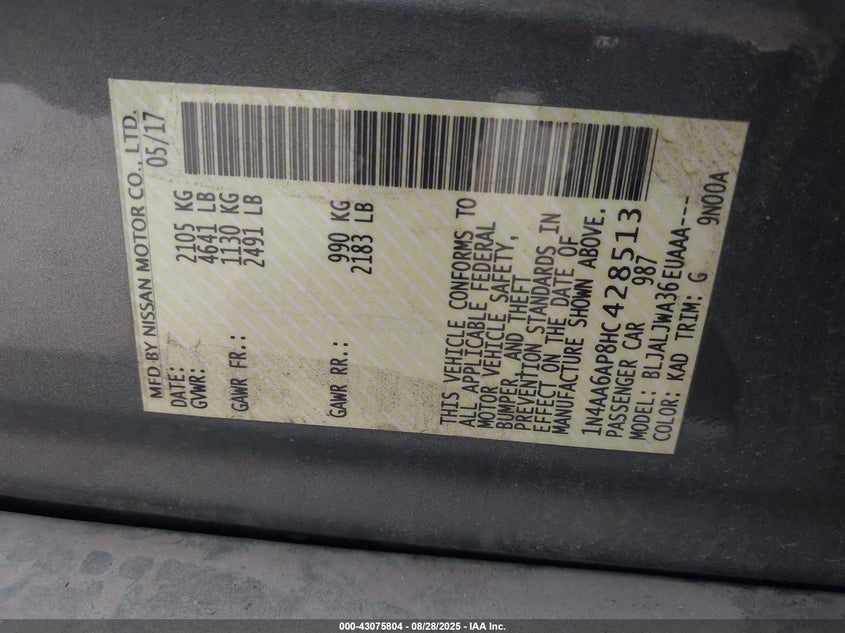 MFD BY NISSAN MOTOR CO., LTD.
DATE: 05/17
GVWR: 2105 KG
4641 LB
GAWR FR.: 1130 KG
2491 LB
GAWR RR.: 990 KG
2183 LB
THIS VEHICLE CONFORMS TO
ALL APPLICABLE FEDERAL
MOTOR VEHICLE SAFETY,
BUMPER, AND THEFT
PREVENTION STANDARDS IN
EFFECT ON THE DATE OF
MANUFACTURE SHOWN ABOVE.
1N4AA6AP8HC428513
PASSENGER CAR 987
MODEL: BLJALJWA36EUAAA----
COLOR: KAD TRIM: G 9N00A
000-43075804 - 08/28/2025 - IAA Inc.